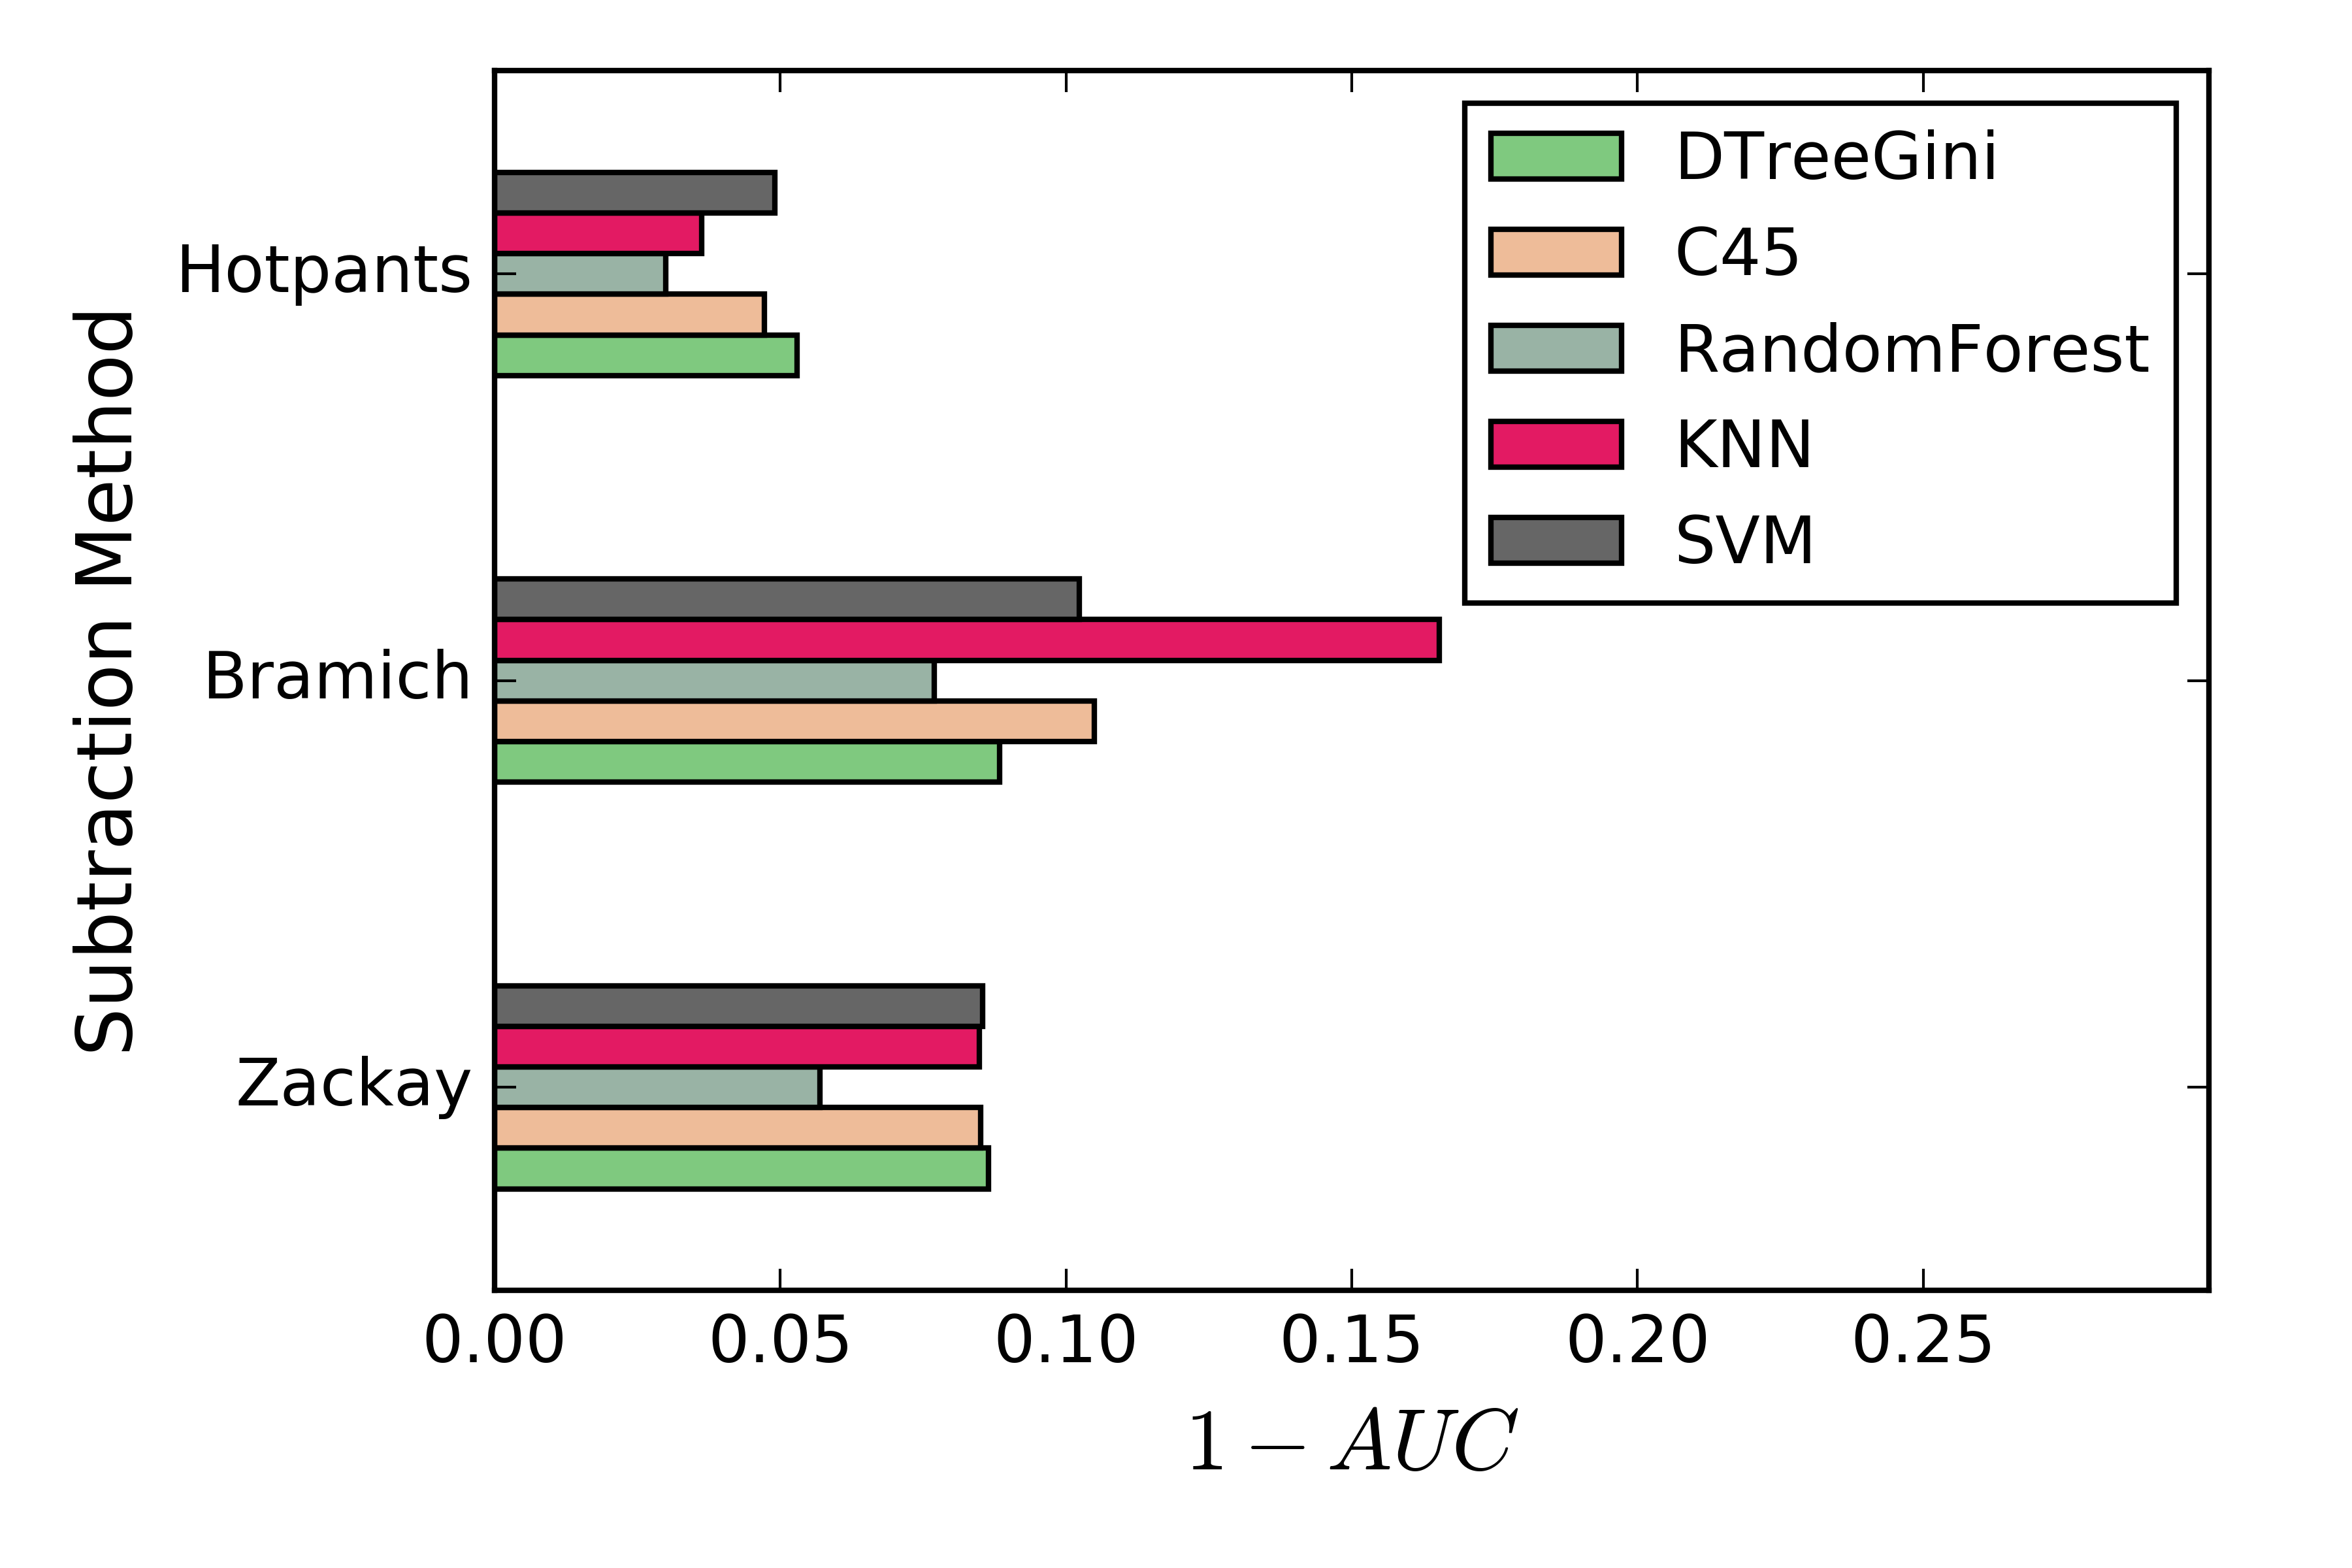 DTreeGini
C45
RandomForest
KNN
SVM
Hotpants
Bramich
Zackay
Subtraction Method
0.00 0.05 0.10 0.15 0.20 0.25
1 − AUC